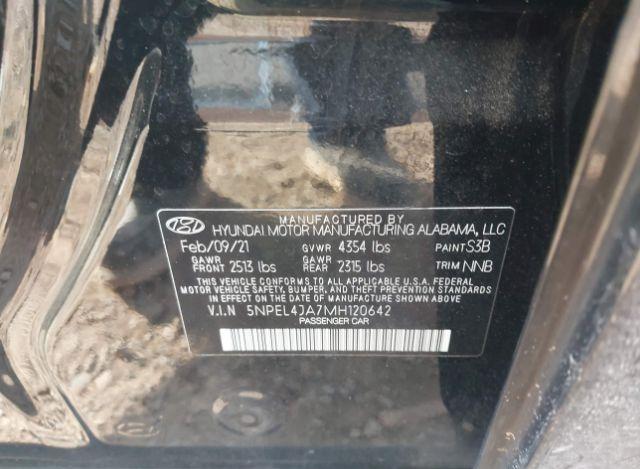 MANUFACTURED BY
HYUNDAI MOTOR MANUFACTURING ALABAMA, LLC
Feb/09/21 GVWR 4354 lbs PAINT S3B
GAWR FRONT 2513 lbs GAWR REAR 2315 lbs TRIM NNB
THIS VEHICLE CONFORMS TO ALL APPLICABLE U.S.A. FEDERAL
MOTOR VEHICLE SAFETY, BUMPER, AND THEFT PREVENTION STANDARDS
IN EFFECT ON THE DATE OF MANUFACTURE SHOWN ABOVE.
V.I.N 5NPEL4JA7MH120642
PASSENGER CAR